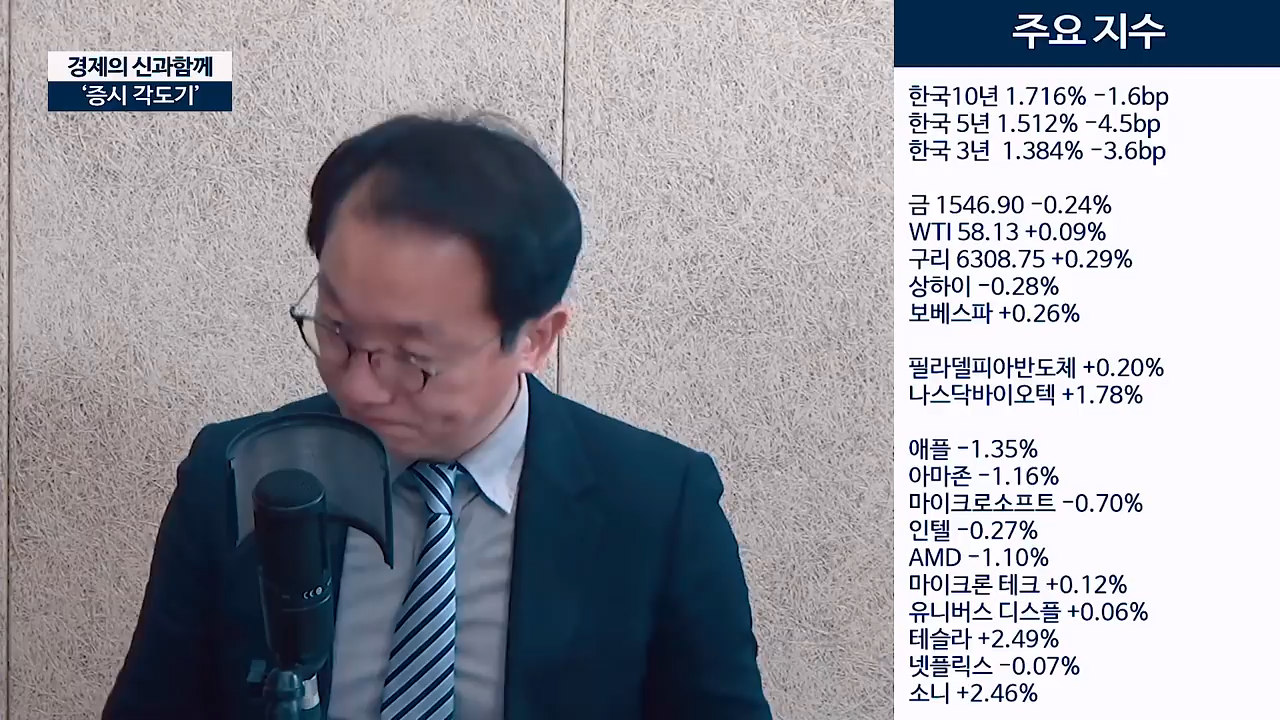 경제의 신과함께
‘증시 각도기’
주요 지수
한국10년 1.716% -1.6bp
한국 5년 1.512% -4.5bp
한국 3년 1.384% -3.6bp
금 1546.90 -0.24%
WTI 58.13 +0.09%
구리 6308.75 +0.29%
상하이 -0.28%
보베스파 +0.26%
필라델피아반도체 +0.20%
나스닥바이오텍 +1.78%
애플 -1.35%
아마존 -1.16%
마이크로소프트 -0.70%
인텔 -0.27%
AMD -1.10%
마이크론 테크 +0.12%
유니버스 디스플 +0.06%
테슬라 +2.49%
넷플릭스 -0.07%
소니 +2.46%